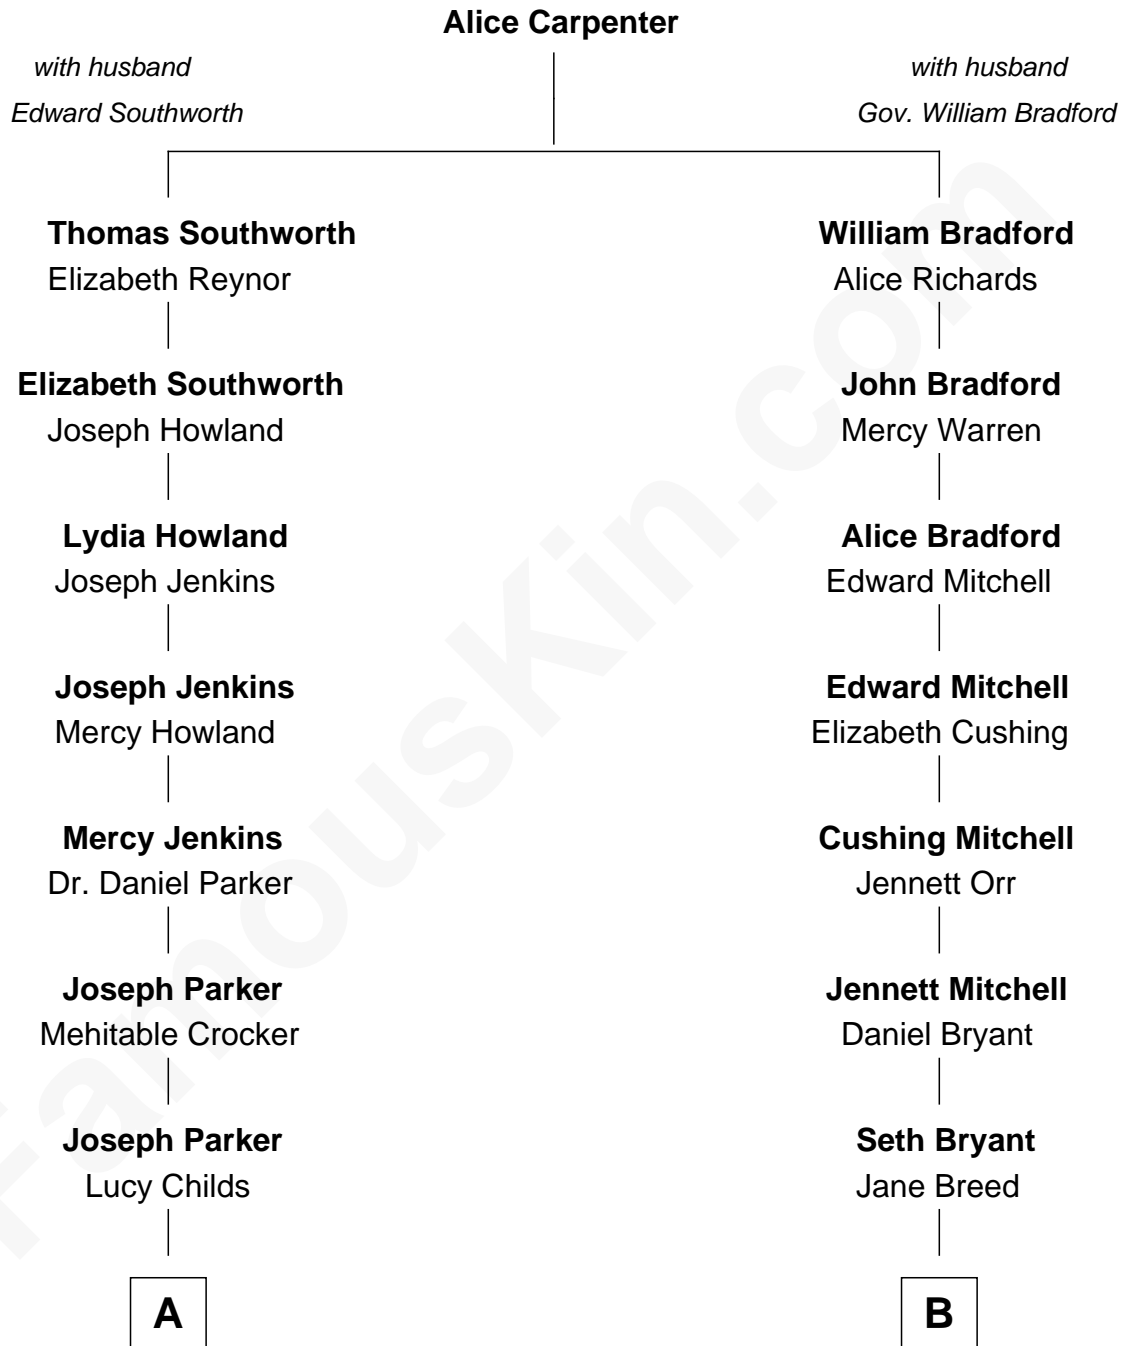 Alice Carpenter
with husband
Edward Southworth
with husband
Gov. William Bradford
Thomas Southworth
Elizabeth Reynor
William Bradford
Alice Richards
Elizabeth Southworth
Joseph Howland
John Bradford
Mercy Warren
Lydia Howland
Joseph Jenkins
Alice Bradford
Edward Mitchell
Joseph Jenkins
Mercy Howland
Edward Mitchell
Elizabeth Cushing
Mercy Jenkins
Dr. Daniel Parker
Cushing Mitchell
Jennett Orr
Joseph Parker
Mehitable Crocker
Jennett Mitchell
Daniel Bryant
Joseph Parker
Lucy Childs
Seth Bryant
Jane Breed
A
B
FamousKin.com